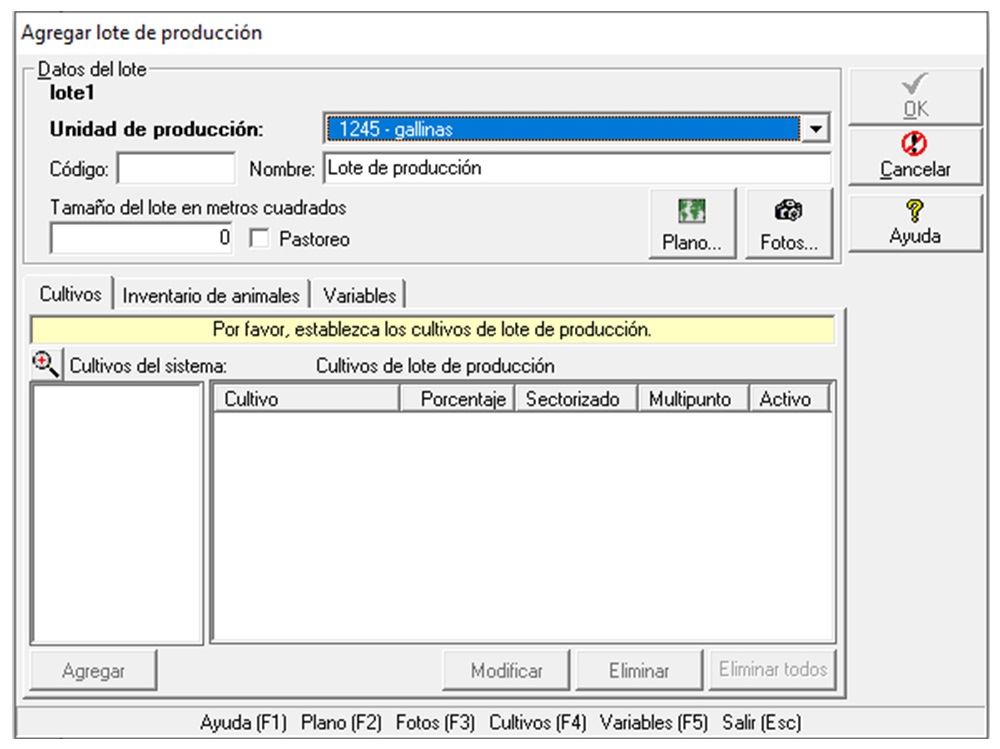 Agregar lote de producción
Datos del lote
lote1
Unidad de producción: 1245 - gallinas
Código: Nombre: Lote de producción
Tamaño del lote en metros cuadrados
0 Pastoreo
Plano... Fotos...
OK
Cancelar
Ayuda
Cultivos Inventario de animales Variables
Por favor, establezca los cultivos de lote de producción.
Cultivos del sistema: Cultivos de lote de producción
Cultivo Porcentaje Sectorizado Multipunto Activo
Agregar Modificar Eliminar Eliminar todos
Ayuda (F1) Plano (F2) Fotos (F3) Cultivos (F4) Variables (F5) Salir (Esc)